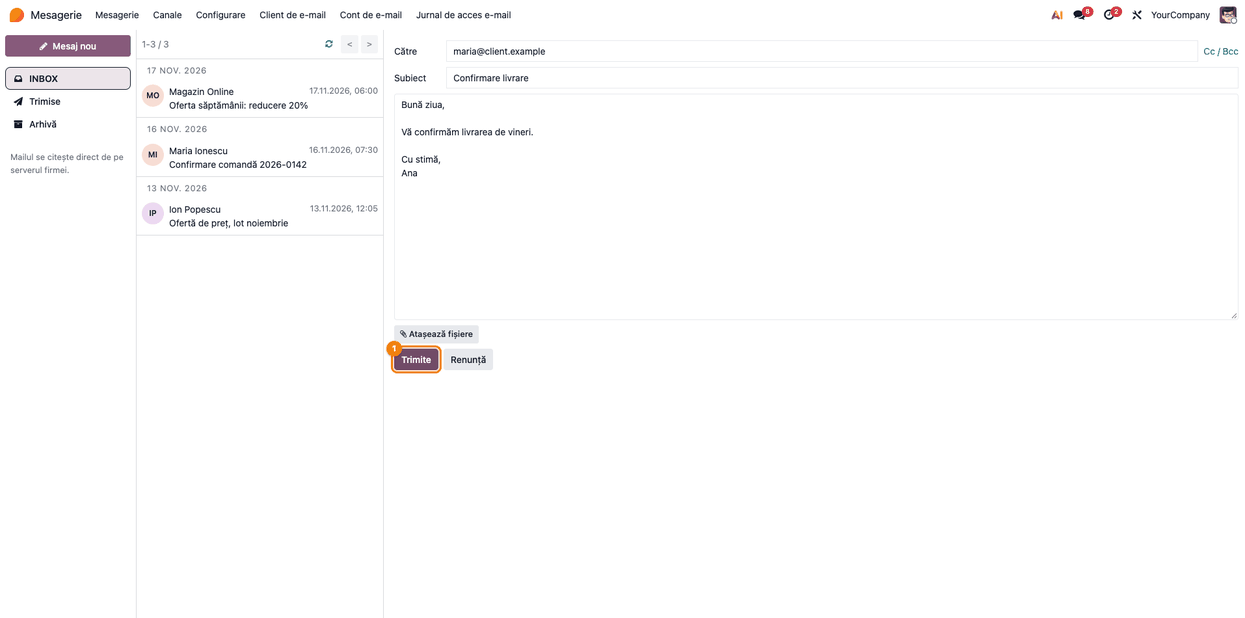 Mesagerie Mesagerie Canale Configurare Client de e-mail Cont de e-mail Jurnal de acces e-mail AI 8 2 YourCompany
Mesaj nou
INBOX
Trimise
Arhivă
Mailul se citește direct de pe
serverul firmei.
1-3 / 3 < >
17 NOV. 2026
MO Magazin Online 17.11.2026, 06:00
Oferta săptămânii: reducere 20%
16 NOV. 2026
MI Maria Ionescu 16.11.2026, 07:30
Confirmare comandă 2026-0142
13 NOV. 2026
IP Ion Popescu 13.11.2026, 12:05
Ofertă de preț, lot noiembrie
Către maria@client.example Cc / Bcc
Subiect Confirmare livrare
Bună ziua,
Vă confirmăm livrarea de vineri.
Cu stimă,
Ana
Atașează fișiere
1
Trimite Renunță